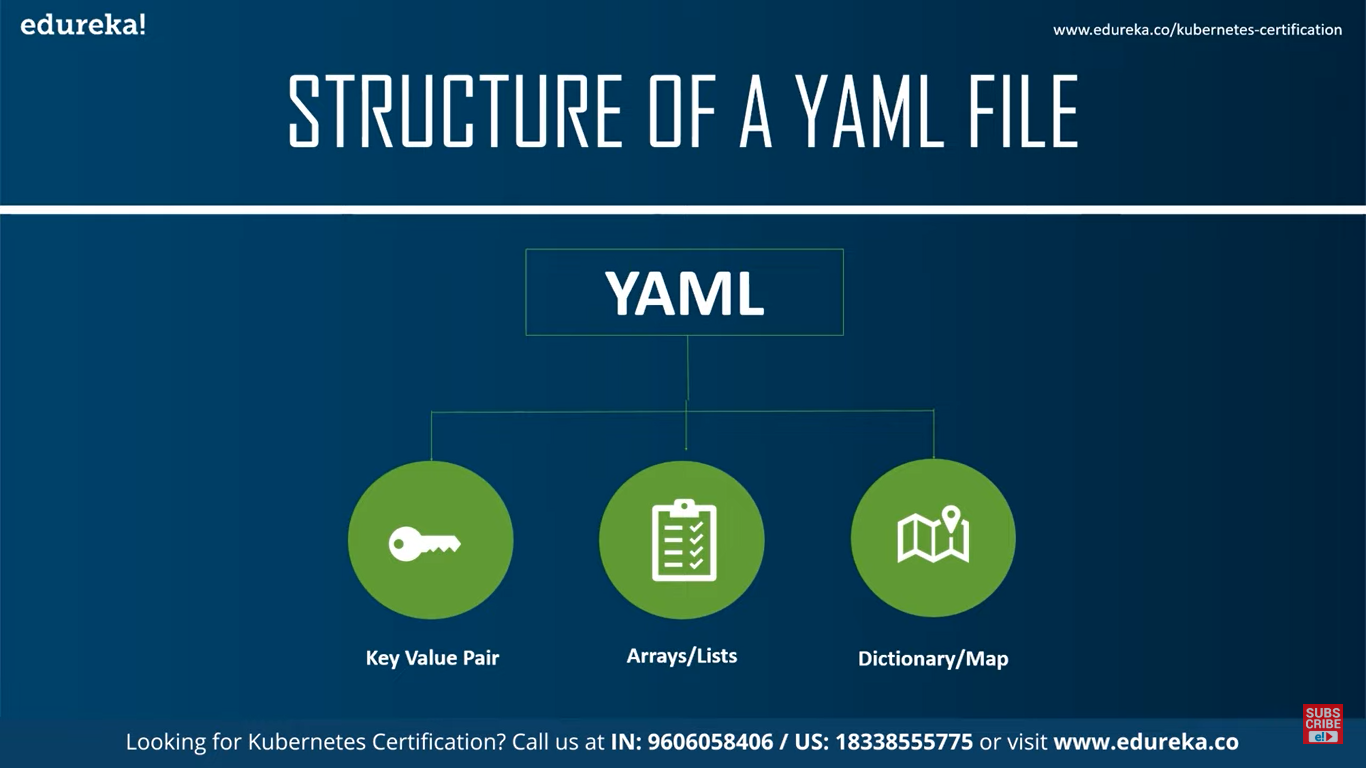 edureka!
www.edureka.co/kubernetes-certification
STRUCTURE OF A YAML FILE
YAML
Key Value Pair
Arrays/Lists
Dictionary/Map
SUBS
CRIBE
e!
Looking for Kubernetes Certification? Call us at IN: 9606058406 / US: 18338555775 or visit www.edureka.co